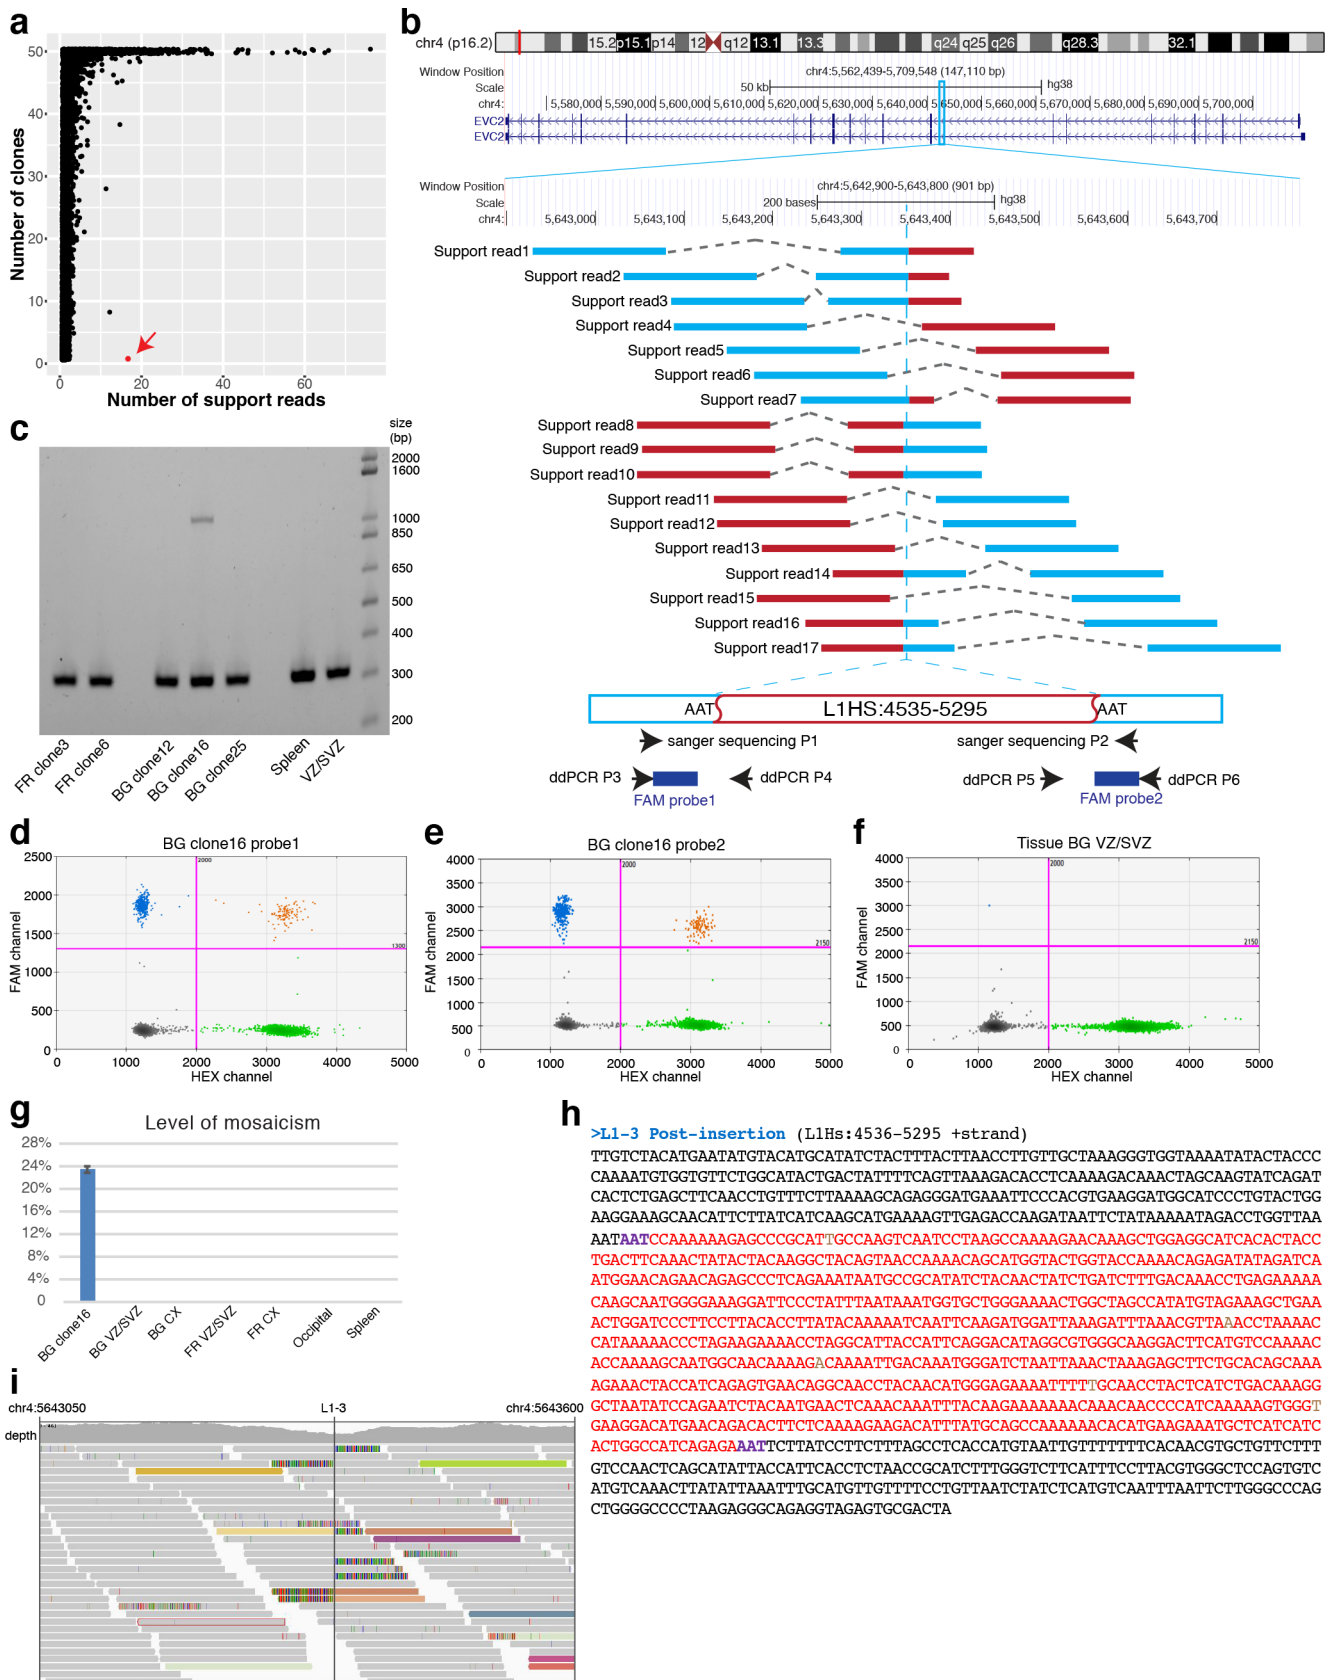 a
Number of clones
50
40
30
20
10
0
0 20 40 60
Number of support reads
b
chr4 (p16.2) 15.2 p15.1 p14 12 q12 13.1 13.3 q24 q25 q26 q28.3 32.1
Window Position chr4:5,562,439-5,709,548 (147,110 bp)
Scale 50 kb hg38
chr4: 5,580,000 5,590,000 5,600,000 5,610,000 5,620,000 5,630,000 5,640,000 5,650,000 5,660,000 5,670,000 5,680,000 5,690,000 5,700,000
EVC2
EVC2
Window Position chr4:5,642,900-5,643,800 (901 bp)
Scale 200 bases hg38
chr4: 5,643,000 5,643,100 5,643,200 5,643,300 5,643,400 5,643,500 5,643,600 5,643,700
Support read1
Support read2
Support read3
Support read4
Support read5
Support read6
Support read7
Support read8
Support read9
Support read10
Support read11
Support read12
Support read13
Support read14
Support read15
Support read16
Support read17
AAT L1HS:4535-5295 AAT
sanger sequencing P1 sanger sequencing P2
ddPCR P3 ddPCR P4 ddPCR P5 ddPCR P6
FAM probe1 FAM probe2
c
size
(bp)
2000
1600
1000
850
650
500
400
300
200
FR clone3 FR clone6 BG clone12 BG clone16 BG clone25 Spleen VZ/SVZ
d
BG clone16 probe1
FAM channel
2500
2000
1500
1000
500
0
2000
1300
0 1000 2000 3000 4000 5000
HEX channel
e
BG clone16 probe2
FAM channel
4000
3500
3000
2500
2000
1500
1000
500
0
2000
2150
0 1000 2000 3000 4000 5000
HEX channel
f
Tissue BG VZ/SVZ
FAM channel
4000
3500
3000
2500
2000
1500
1000
500
0
2000
2150
0 1000 2000 3000 4000 5000
HEX channel
g
Level of mosaicism
28%
24%
20%
16%
12%
8%
4%
0
BG clone16 BG VZ/SVZ BG CX FR VZ/SVZ FR CX Occipital Spleen
h
>L1-3 Post-insertion (L1Hs:4536-5295 +strand)
TTGTCTACATGAATATGTACATGCATATCTACTTTACTTAACCTTGTTGCTAAAGGGTGGTAAAATATACTACCC
CAAAATGTGGTGTTCTGGCATACTGACTATTTTCAGTTAAAGACACCTCAAAAGACAAACTAGCAAGTATCAGAT
CACTCTGAGCTTCAACCTGTTTCTTAAAAGCAGAGGGATGAAATTCCCACGTGAAGGATGGCATCCCTGTACTGG
AAGGAAAGCAACATTCTTATCATCAAGCATGAAAAGTTGAGACCAAGATAATTCTATAAAAATAGACCTGGTTAA
AATAATCCAAAAAAGAGCCCGCATTGCCAAGTCAATCCTAAGCCAAAAGAACAAAGCTGGAGGCATCACACTACC
TGACTTCAAACTATACTACAAGGCTACAGTAACCAAAACAGCATGGTACTGGTACCAAAACAGAGATATAGATCA
ATGGAACAGAACAGAGCCCTCAGAAATAATGCCGCATATCTACAACTATCTGATCTTTGACAAACCTGAGAAAAA
CAAGCAATGGGGAAAGGATTCCCTATTTAATAAATGGTGCTGGGAAAACTGGCTAGCCATATGTAGAAAGCTGAA
ACTGGATCCCTTCCTTACACCTTATACAAAAATCAATTCAAGATGGATTAAAGATTTAAACGTTAAACCTAAAAC
CATAAAAACCCTAGAAGAAAACCTAGGCATTACCATTCAGGACATAGGCGTGGGCAAGGACTTCATGTCCAAAAC
ACCAAAAGCAATGGCAACAAAAGACAAAATTGACAAATGGGATCTAATTAAACTAAAGAGCTTCTGCACAGCAAA
AGAAACTACCATCAGAGTGAACAGGCAACCTACAACATGGGAGAAAATTTTTGCAACCTACTCATCTGACAAAGG
GCTAATATCCAGAATCTACAATGAACTCAAACAAATTTACAAGAAAAAAACAAACAACCCCATCAAAAAGTGGGT
GAAGGACATGAACAGACACTTCTCAAAAGAAGACATTTATGCAGCCAAAAAACACATGAAGAAATGCTCATCATC
ACTGGCCATCAGAGAAATTCTTATCCTTCTTTAGCCTCACCATGTAATTGTTTTTTTCACAACGTGCTGTTCTTT
GTCCAACTCAGCATATTACCATTCACCTCTAACCGCATCTTTGGGTCTTCATTTCCTTACGTGGGCTCCAGTGTC
ATGTCAAACTTATATTAAATTTGCATGTTGTTTTCCTGTTAATCTATCTCATGTCAATTTAATTCTTGGGCCCAG
CTGGGGCCCCTAAGAGGGCAGAGGTAGAGTGCGACTA
i
chr4:5643050 L1-3 chr4:5643600
depth